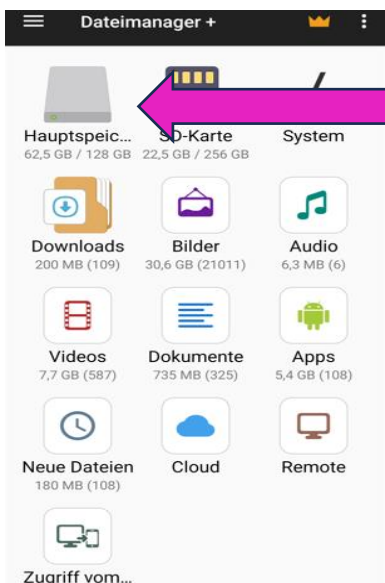 Dateimanager +
Hauptspeic... SD-Karte System
62,5 GB / 128 GB 22,5 GB / 256 GB
Downloads Bilder Audio
200 MB (109) 30,6 GB (21011) 6,3 MB (6)
Videos Dokumente Apps
7,7 GB (587) 735 MB (325) 5,4 GB (108)
Neue Dateien Cloud Remote
180 MB (108)
Zugriff vom...